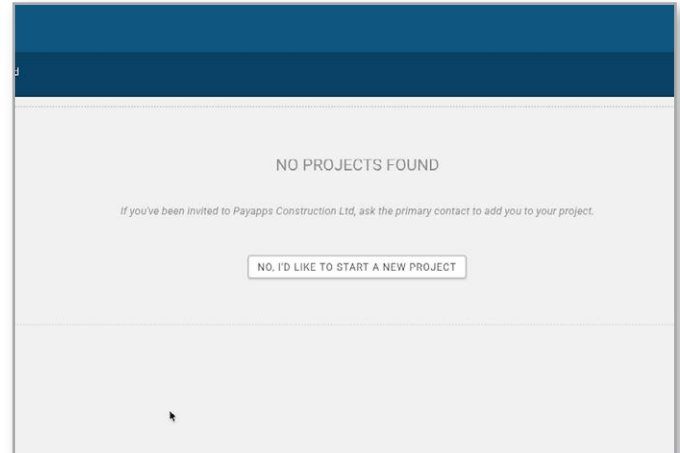 d
NO PROJECTS FOUND
If you've been invited to Payapps Construction Ltd, ask the primary contact to add you to your project.
NO, I'D LIKE TO START A NEW PROJECT